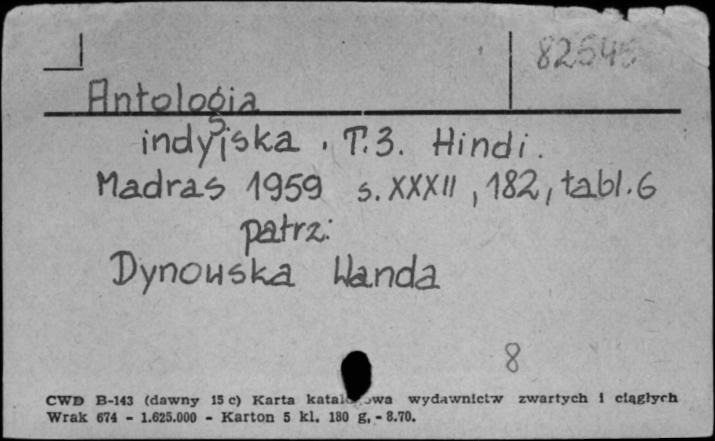 82545
Antologia
indyjska. T.3. Hindi.
Madras 1959 s. XXXII, 182, tabl. 6
patrz:
Dynowska Wanda
8
CWD B-143 (dawny 15 c) Karta katalogowa wydawnictw zwartych i ciągłych
Wrak 674 - 1.625.000 - Karton 5 kl. 180 g, - 8.70.